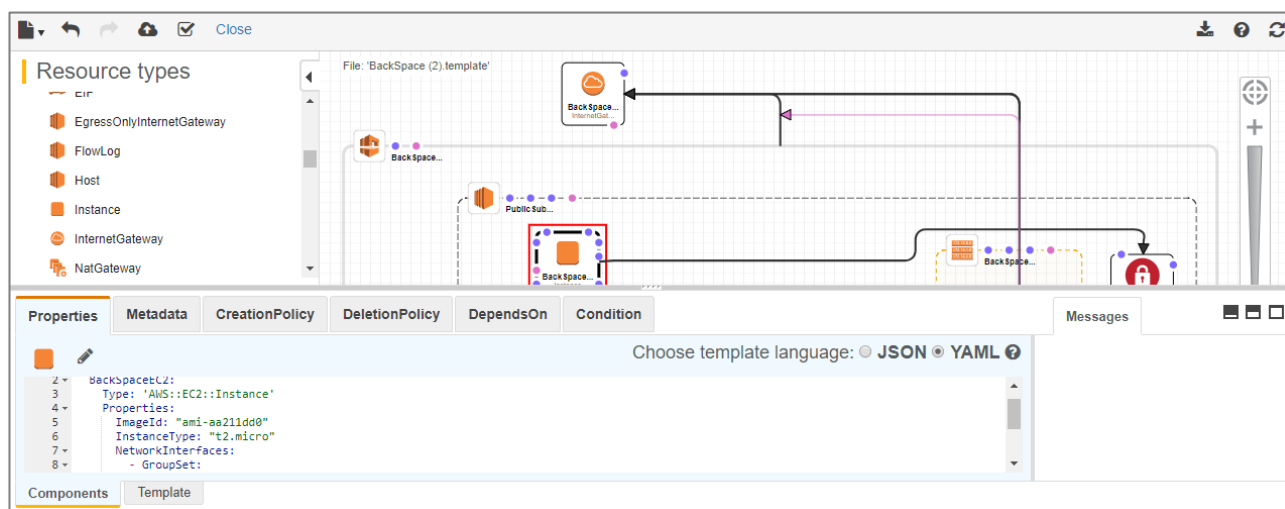 Close
Resource types
File: 'BackSpace (2).template'
EIP
EgressOnlyInternetGateway
FlowLog
Host
Instance
InternetGateway
NatGateway
BackSpace...
InternetGat...
BackSpace...
PublicSub...
BackSpace...
Instance
BackSpace...
Properties
Metadata
CreationPolicy
DeletionPolicy
DependsOn
Condition
Messages
Choose template language: JSON YAML
2 BackSpaceEC2:
3 Type: 'AWS::EC2::Instance'
4 Properties:
5 ImageId: "ami-aa211dd0"
6 InstanceType: "t2.micro"
7 NetworkInterfaces:
8 - GroupSet:
Components
Template